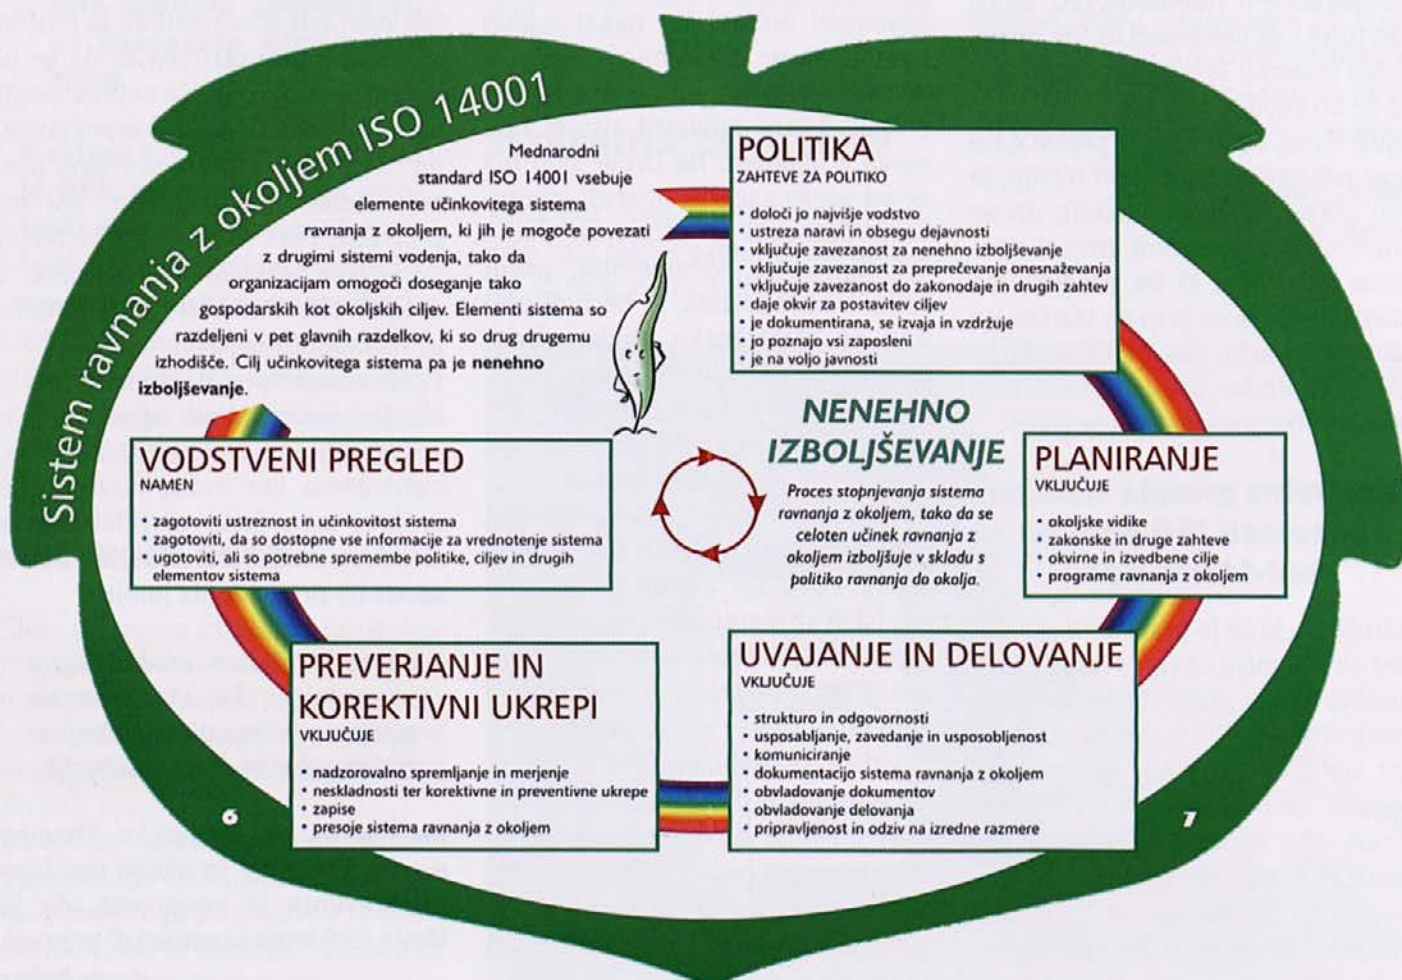 Sistem ravnanja z okoljem ISO 14001
Mednarodni
standard ISO 14001 vsebuje
elemente učinkovitega sistema
ravnanja z okoljem, ki jih je mogoče povezati
z drugimi sistemi vodenja, tako da
organizacijam omogoči doseganje tako
gospodarskih kot okoljskih ciljev. Elementi sistema so
razdeljeni v pet glavnih razdelkov, ki so drug drugemu
izhodišče. Cilj učinkovitega sistema pa je nenehno
izboljševanje.
POLITIKA
ZAHTEVE ZA POLITIKO
• določi jo najvišje vodstvo
• ustreza naravi in obsegu dejavnosti
• vključuje zavezanost za nenehno izboljševanje
• vključuje zavezanost za preprečevanje onesnaževanja
• vključuje zavezanost do zakonodaje in drugih zahtev
• daje okvir za postavitev ciljev
• je dokumentirana, se izvaja in vzdržuje
• jo poznajo vsi zaposleni
• je na voljo javnosti
NENEHNO
IZBOLJŠEVANJE
Proces stopnjevanja sistema
ravnanja z okoljem, tako da se
celoten učinek ravnanja z
okoljem izboljšuje v skladu s
politiko ravnanja do okolja.
PLANIRANJE
VKLJUČUJE
• okoljske vidike
• zakonske in druge zahteve
• okvirne in izvedbene cilje
• programe ravnanja z okoljem
UVAJANJE IN DELOVANJE
VKLJUČUJE
• strukturo in odgovornosti
• usposabljanje, zavedanje in usposobljenost
• komuniciranje
• dokumentacijo sistema ravnanja z okoljem
• obvladovanje dokumentov
• obvladovanje delovanja
• pripravljenost in odziv na izredne razmere
PREVERJANJE IN
KOREKTIVNI UKREPI
VKLJUČUJE
• nadzorovalno spremljanje in merjenje
• neskladnosti ter korektivne in preventivne ukrepe
• zapise
• presoje sistema ravnanja z okoljem
VODSTVENI PREGLED
NAMEN
• zagotoviti ustreznost in učinkovitost sistema
• zagotoviti, da so dostopne vse informacije za vrednotenje sistema
• ugotoviti, ali so potrebne spremembe politike, ciljev in drugih
elementov sistema
6
7